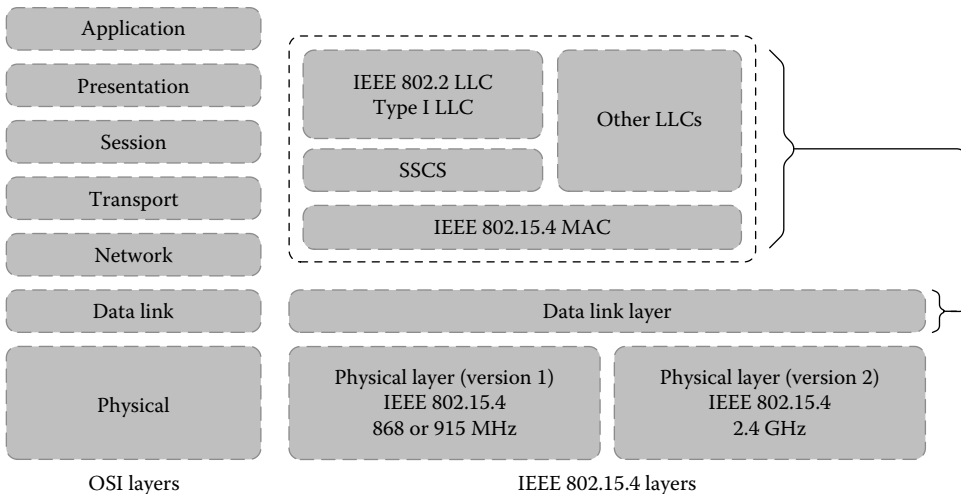 Application
Presentation
Session
Transport
Network
Data link
Physical
OSI layers
IEEE 802.2 LLC
Type I LLC
Other LLCs
SSCS
IEEE 802.15.4 MAC
Data link layer
Physical layer (version 1)
IEEE 802.15.4
868 or 915 MHz
Physical layer (version 2)
IEEE 802.15.4
2.4 GHz
IEEE 802.15.4 layers